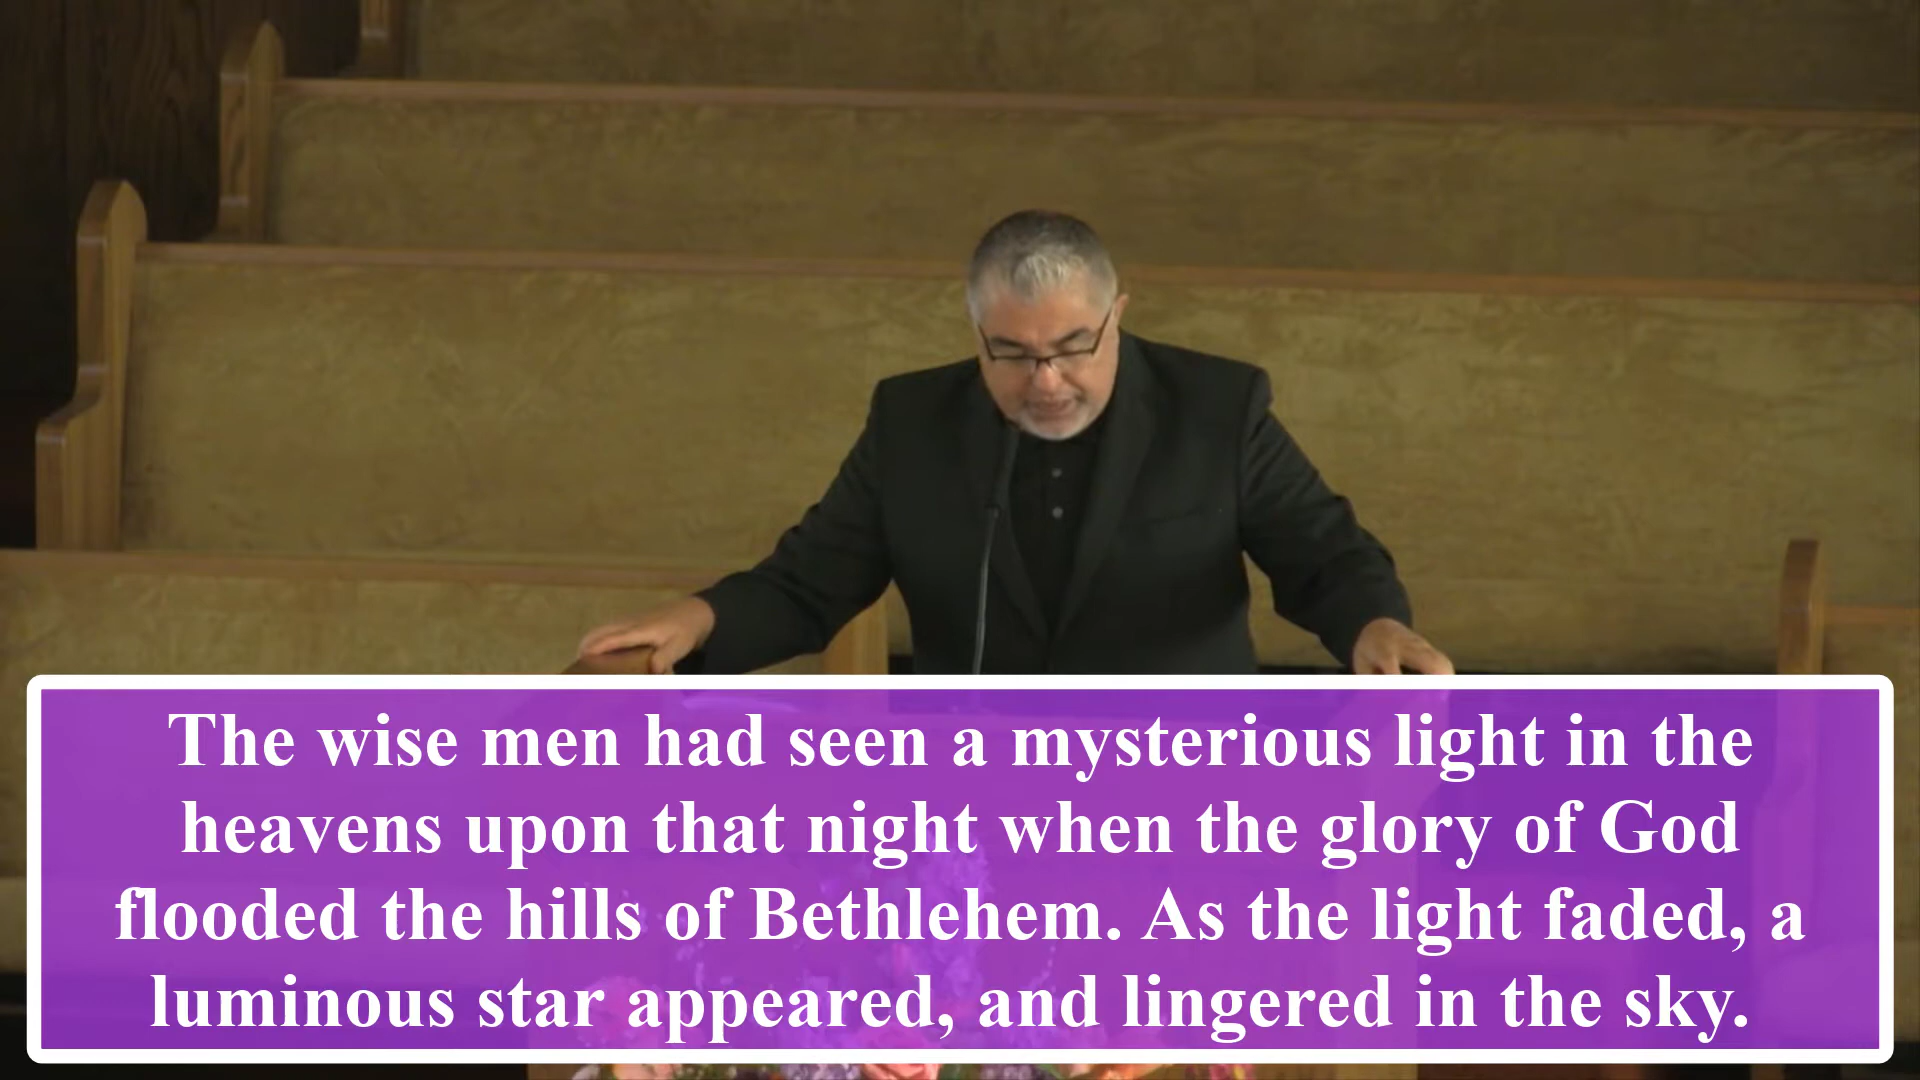 The wise men had seen a mysterious light in the
heavens upon that night when the glory of God
flooded the hills of Bethlehem. As the light faded, a
luminous star appeared, and lingered in the sky.